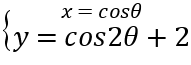 x = cosθ
y = cos2θ + 2